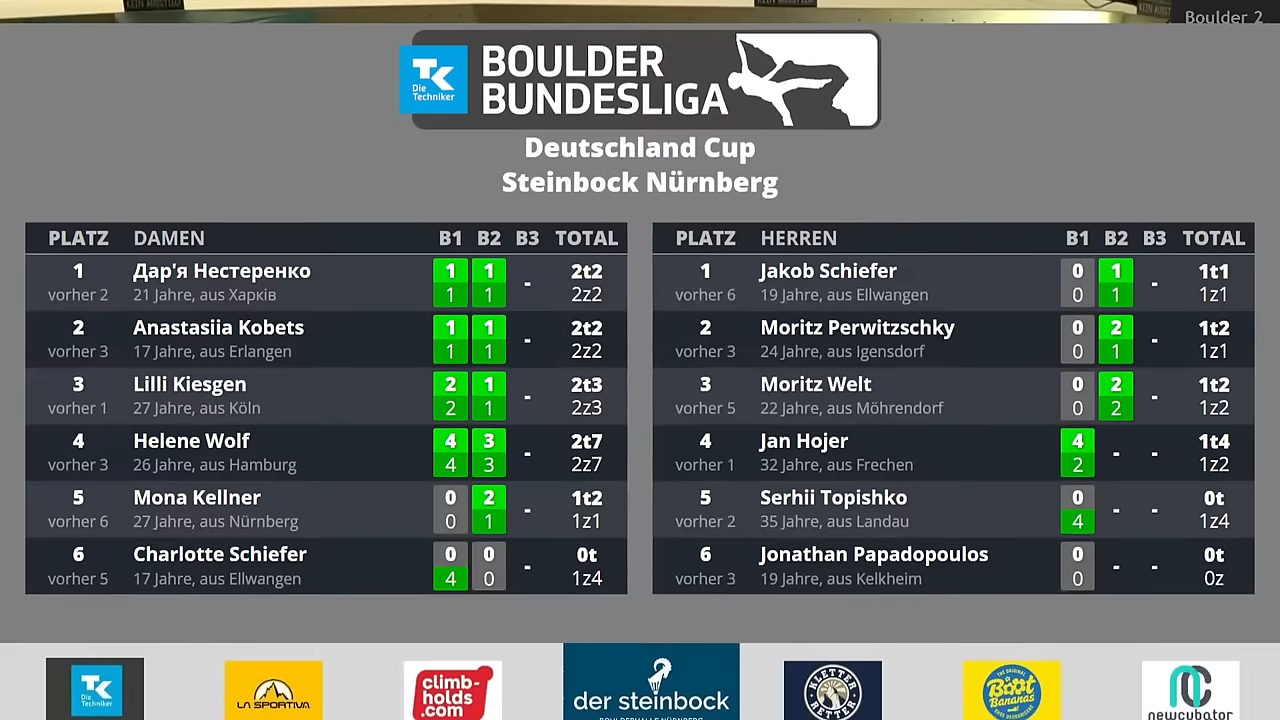 Boulder 2
TK
Die
Techniker
BOULDER
BUNDESLIGA
Deutschland Cup
Steinbock Nürnberg
PLATZ DAMEN B1 B2 B3 TOTAL
1 Дар'я Нестеренко 1 1 - 2t2
vorher 2 21 Jahre, aus Харків 1 1 2z2
2 Anastasiia Kobets 1 1 - 2t2
vorher 3 17 Jahre, aus Erlangen 1 1 2z2
3 Lilli Kiesgen 2 1 - 2t3
vorher 1 27 Jahre, aus Köln 2 1 2z3
4 Helene Wolf 4 3 - 2t7
vorher 3 26 Jahre, aus Hamburg 4 3 2z7
5 Mona Kellner 0 2 - 1t2
vorher 6 27 Jahre, aus Nürnberg 0 1 1z1
6 Charlotte Schiefer 0 0 - 0t
vorher 5 17 Jahre, aus Ellwangen 4 0 1z4
PLATZ HERREN B1 B2 B3 TOTAL
1 Jakob Schiefer 0 1 - 1t1
vorher 6 19 Jahre, aus Ellwangen 0 1 1z1
2 Moritz Perwitzschky 0 2 - 1t2
vorher 3 24 Jahre, aus Igensdorf 0 1 1z1
3 Moritz Welt 0 2 - 1t2
vorher 5 22 Jahre, aus Möhrendorf 0 2 1z2
4 Jan Hojer 4 - - 1t4
vorher 1 32 Jahre, aus Frechen 2 1z2
5 Serhii Topishko 0 - - 0t
vorher 2 35 Jahre, aus Landau 4 1z4
6 Jonathan Papadopoulos 0 - - 0t
vorher 3 19 Jahre, aus Kelkheim 0 0z
TK
Die
Techniker
LA SPORTIVA
climb-
holds
.com
der steinbock
BOULDERHALLE NÜRNBERG
KLETTER
RETTER
Boot
BANANAS
newcubator